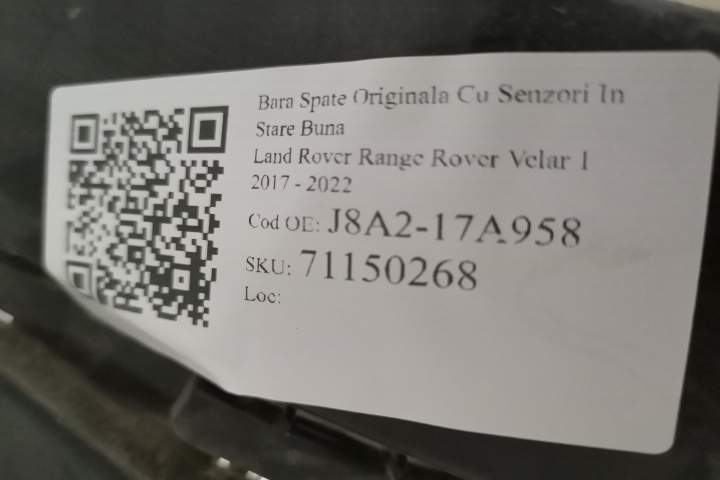 Bara Spate Originala Cu Senzori In
Stare Buna
Land Rover Range Rover Velar 1
2017 - 2022
Cod OE: J8A2-17A958
SKU: 71150268
Loc: